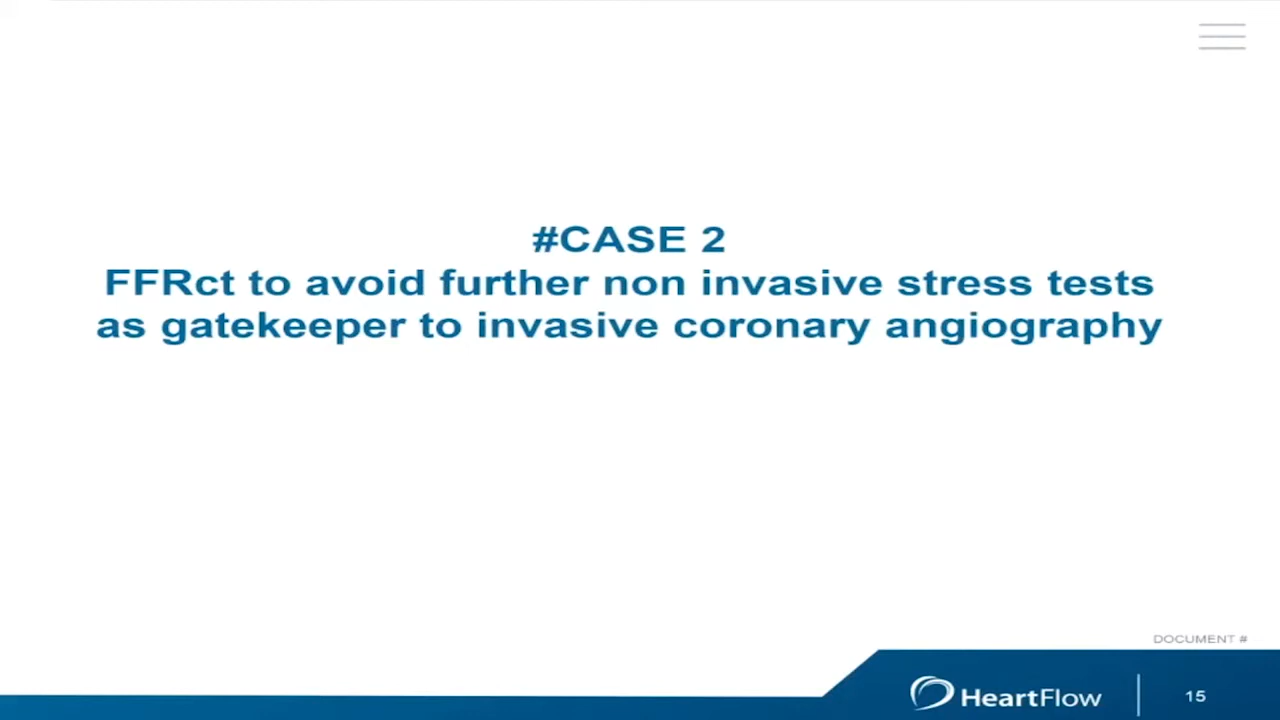 #CASE 2
FFRct to avoid further non invasive stress tests
as gatekeeper to invasive coronary angiography
DOCUMENT #
HeartFlow
15